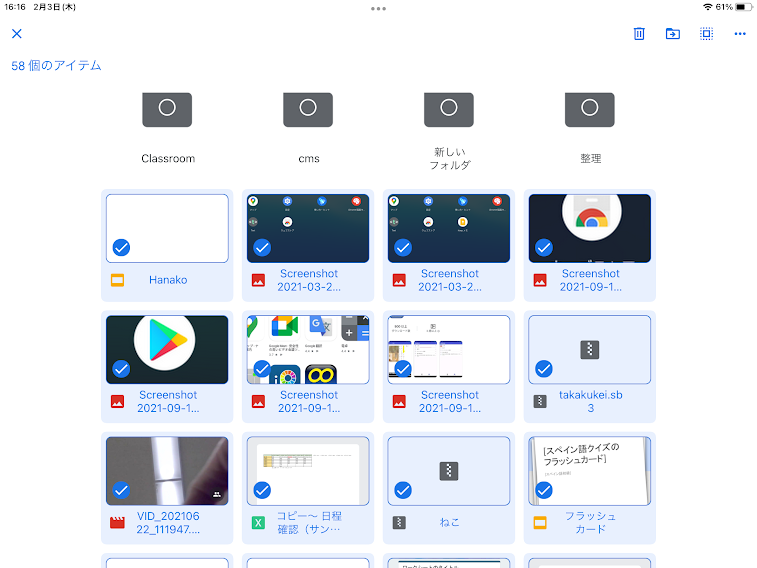 16:16 2月3日(木)
61%
58 個のアイテム
Classroom
cms
新しい
フォルダ
整理
Hanako
Screenshot
2021-03-2...
Screenshot
2021-03-2...
Screenshot
2021-09-1...
Screenshot
2021-09-1...
Screenshot
2021-09-1...
Screenshot
2021-09-1...
takakukei.sb
3
[スペイン語クイズの
フラッシュカード]
VID_202106
22_111947....
コピー〜 日程
確認（サン…
ねこ
フラッシュ
カード